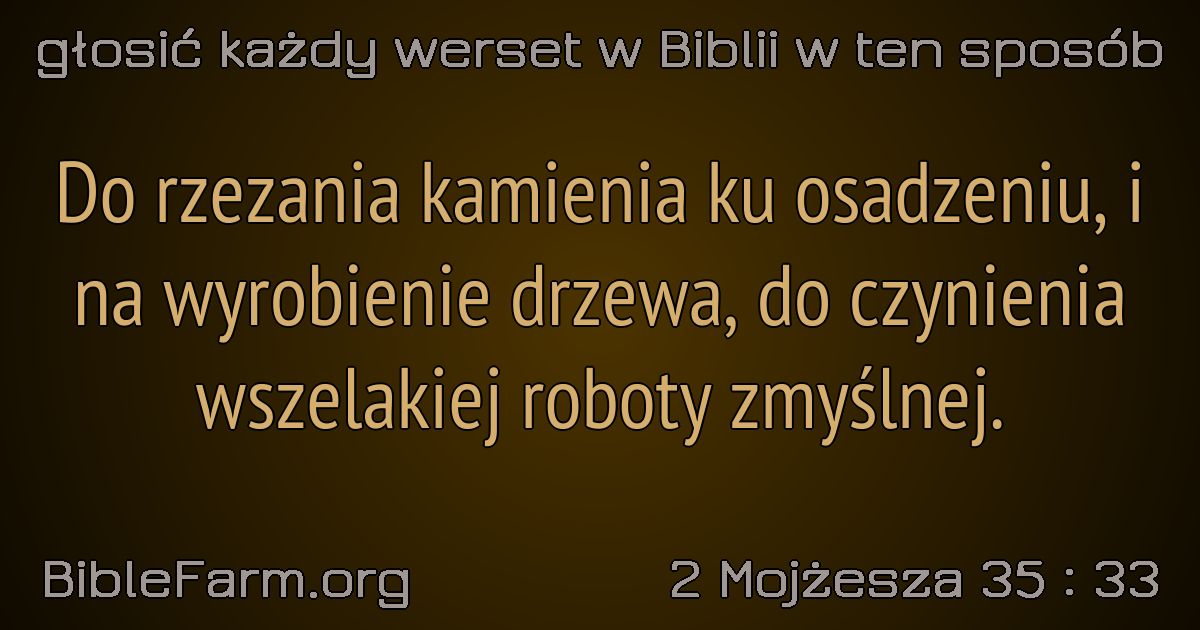 głosić każdy werset w Biblii w ten sposób
Do rzezania kamienia ku osadzeniu, i
na wyrobienie drzewa, do czynienia
wszelakiej roboty zmyślnej.
BibleFarm.org
2 Mojżesza 35 : 33